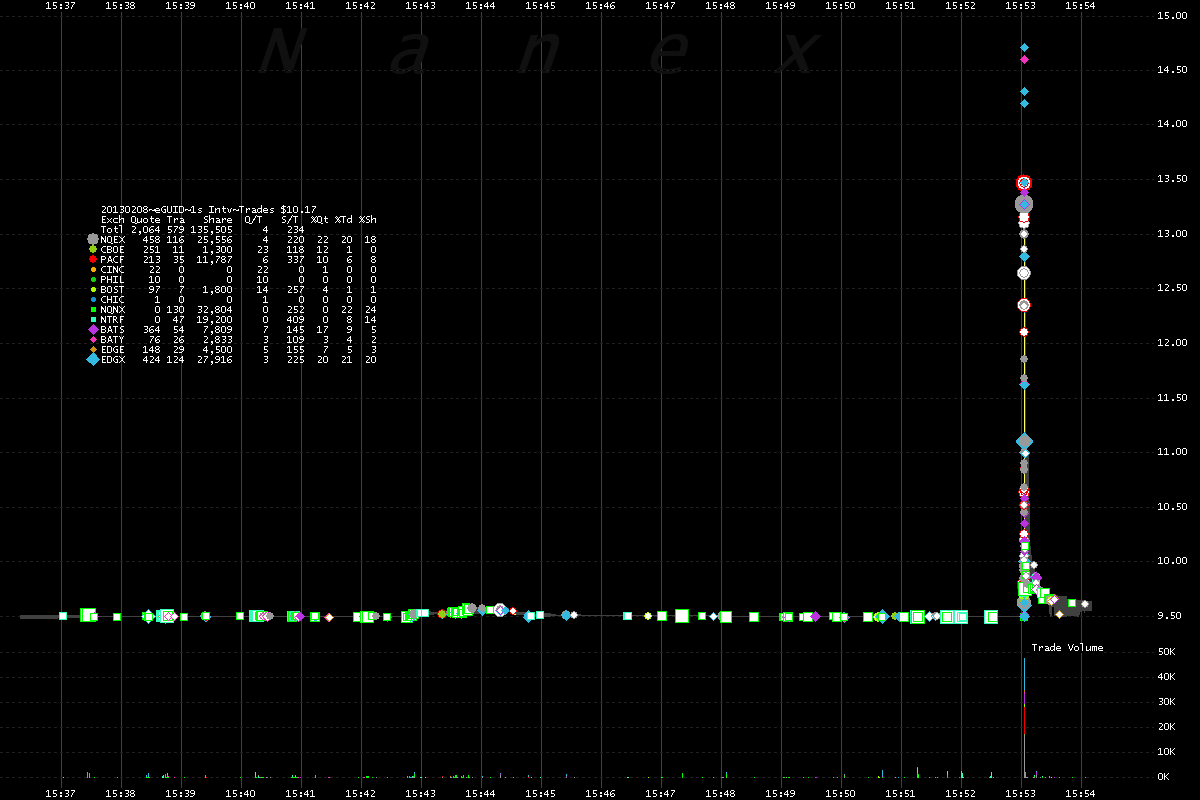 15:37 15:38 15:39 15:40 15:41 15:42 15:43 15:44 15:45 15:46 15:47 15:48 15:49 15:50 15:51 15:52 15:53 15:54
15.00
Nanex
14.50
14.00
13.50
20130208~eGUID~1s Intv~Trades $10.17
Exch Quote Tra Share Q/T S/T %Qt %Td %Sh
Totl 2,064 579 135,505 4 234
NQEX 458 116 25,556 4 220 22 20 18
CBOE 251 11 1,300 23 118 12 1 0
PACF 213 35 11,787 6 337 10 6 8
CINC 22 0 0 22 0 1 0 0
PHIL 10 0 0 10 0 0 0 0
BOST 97 7 1,800 14 257 4 1 1
CHIC 1 0 0 1 0 0 0 0
NQNX 0 130 32,804 0 252 0 22 24
NTRF 0 47 19,200 0 409 0 8 14
BATS 364 54 7,809 7 145 17 9 5
BATY 76 26 2,833 3 109 3 4 2
EDGE 148 29 4,500 5 155 7 5 3
EDGX 424 124 27,916 3 225 20 21 20
13.00
12.50
12.00
11.50
11.00
10.50
10.00
9.50
Trade Volume
50K
40K
30K
20K
10K
0K
15:37 15:38 15:39 15:40 15:41 15:42 15:43 15:44 15:45 15:46 15:47 15:48 15:49 15:50 15:51 15:52 15:53 15:54